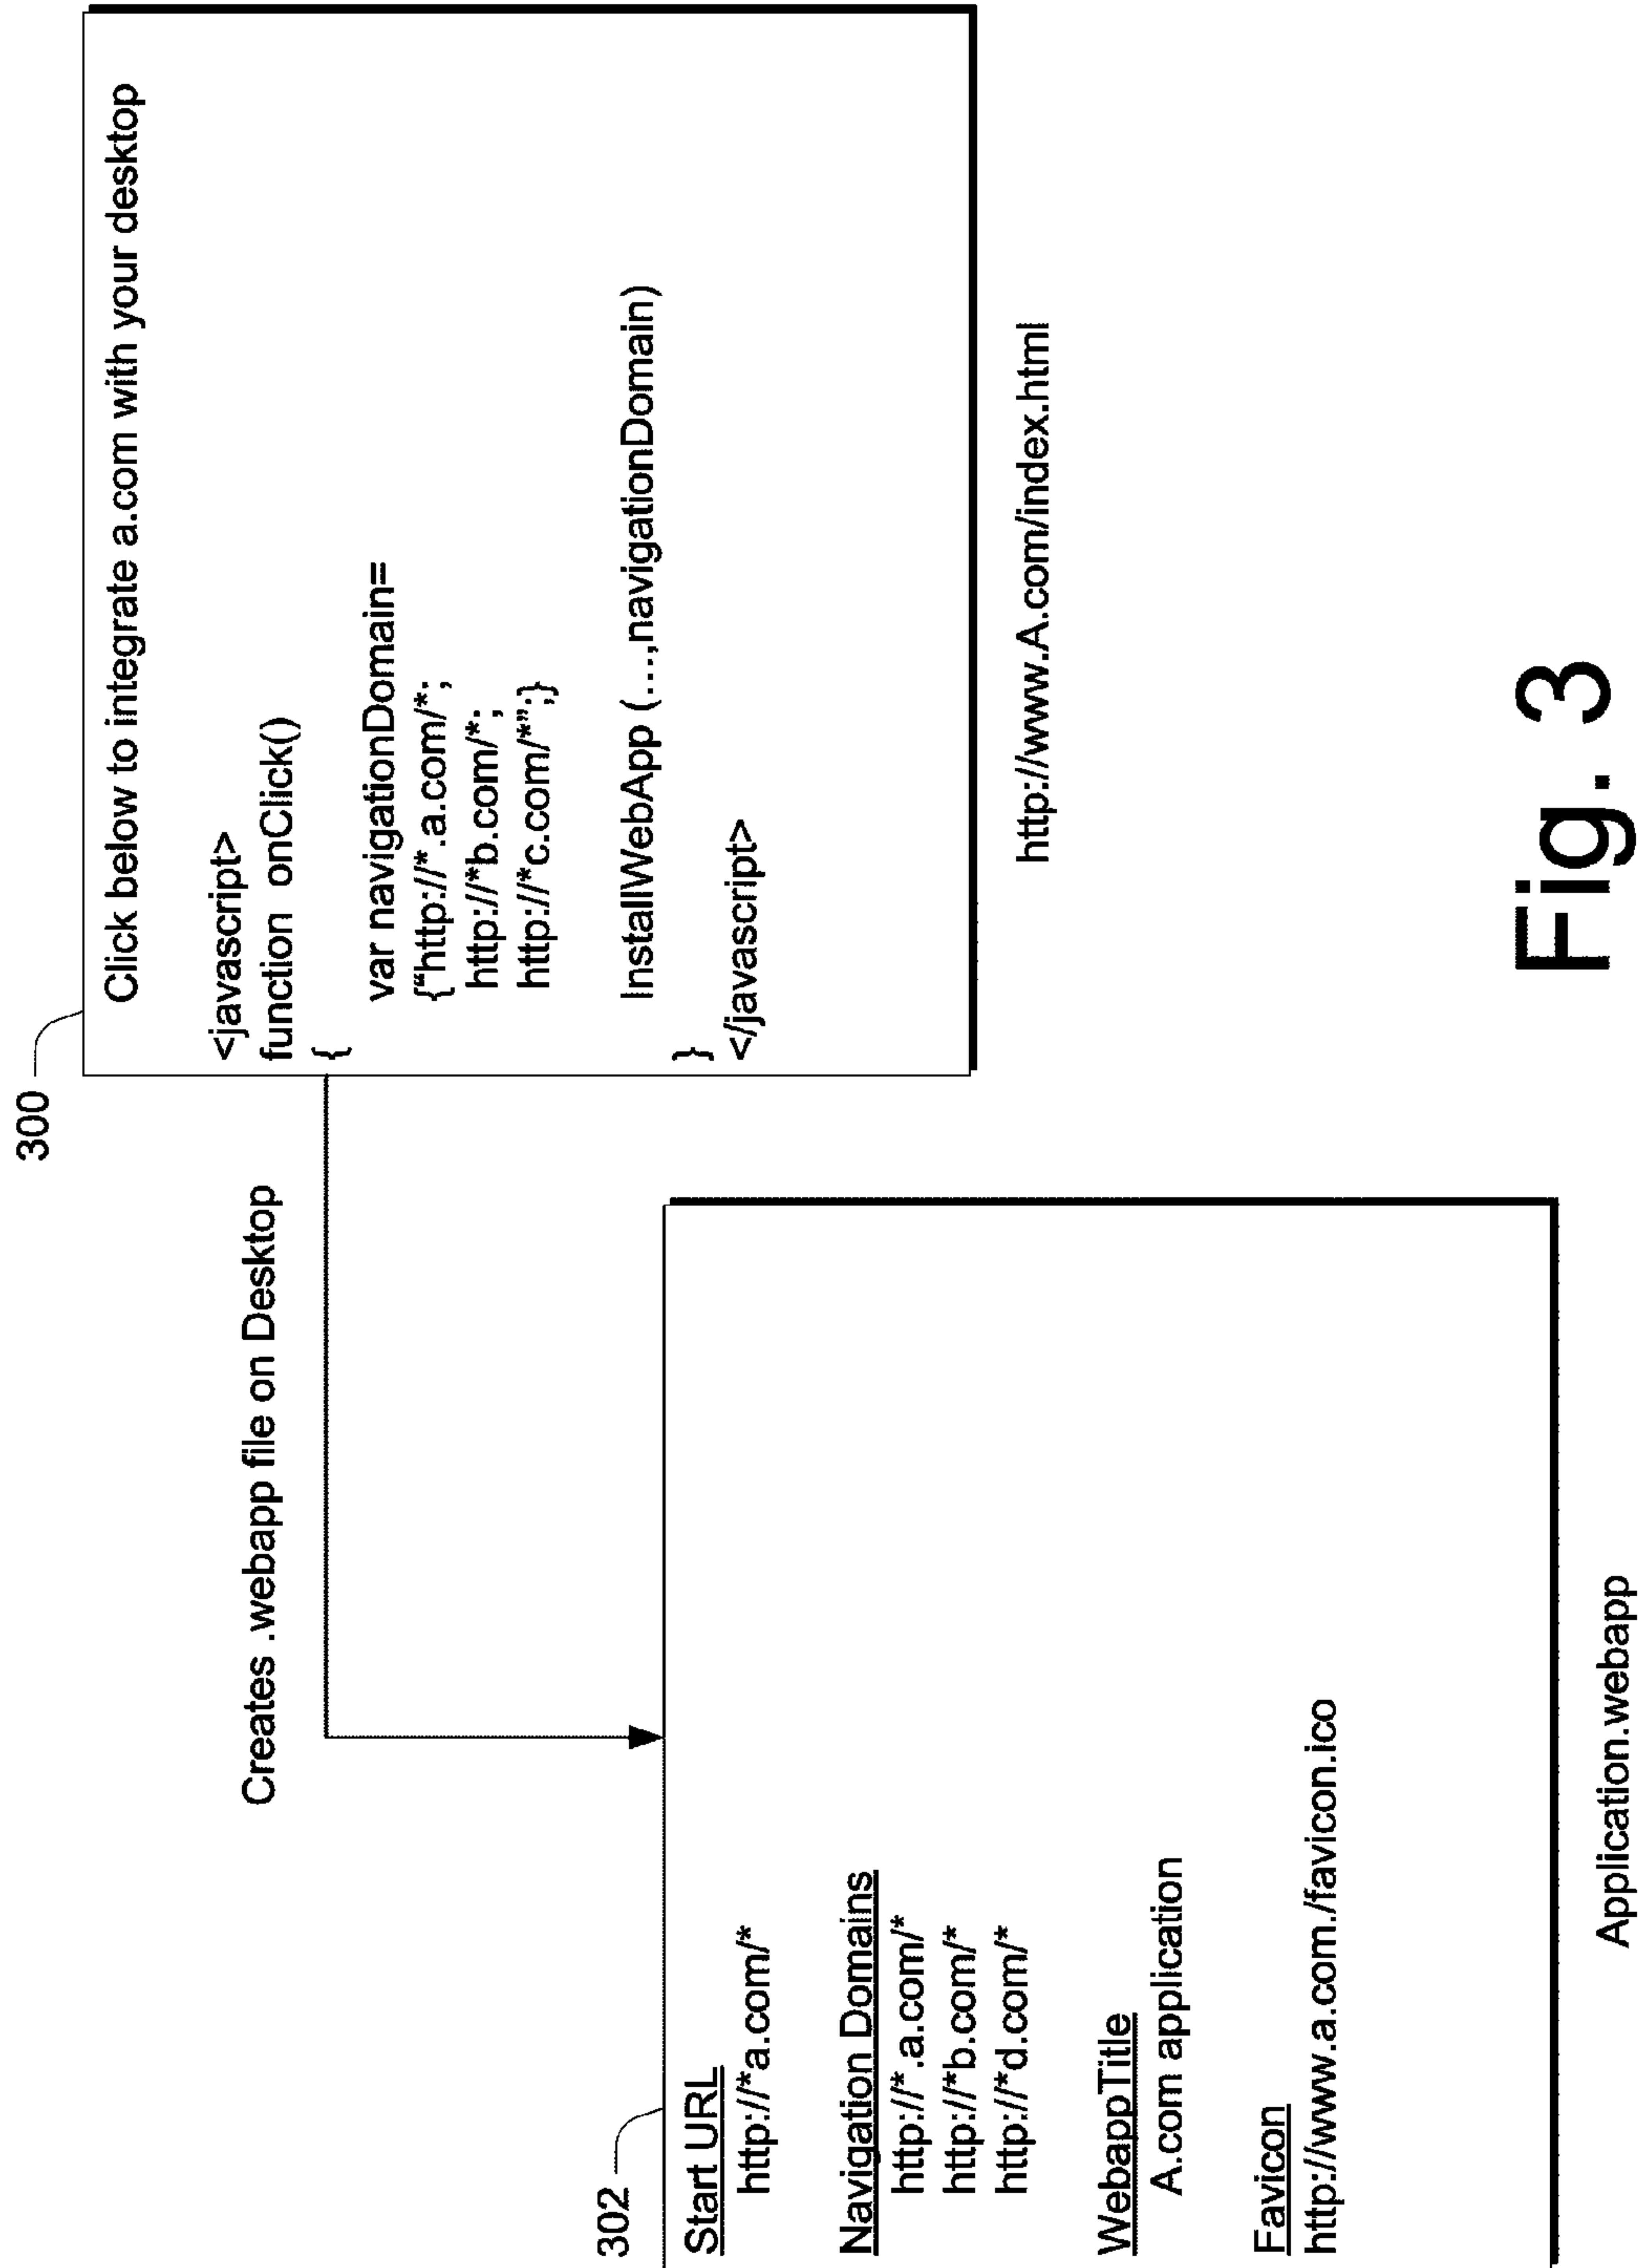 300
Click below to integrate a.com with your desktop
<javascript>
function onClick()
{
var navigationDomain=
{“http://*.a.com/*;
http://*b.com/*;
http://*c.com/*”;}
InstallWebApp (...,navigationDomain)
}
</javascript>
http://www.A.com/index.html
Creates .webapp file on Desktop
302
Start URL
http://*a.com/*
Navigation Domains
http://*.a.com/*
http://*b.com/*
http://*d.com/*
WebappTitle
A.com application
Favicon
http://www.a.com./favicon.ico
Application.webapp
Fig. 3